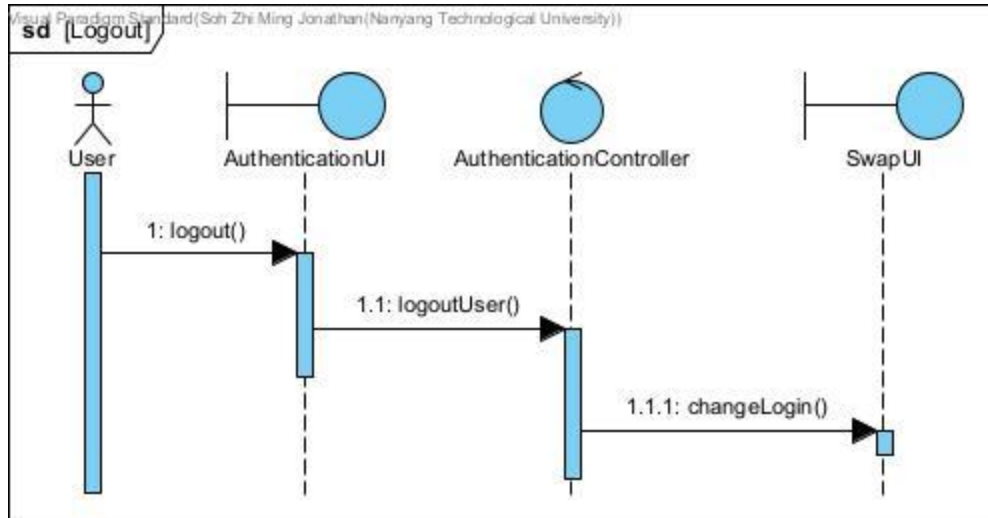 Visual Paradigm Standard(Soh Zhi Ming Jonathan(Nanyang Technological University))
sd [Logout]
User
AuthenticationUI
AuthenticationController
SwapUI
1: logout()
1.1: logoutUser()
1.1.1: changeLogin()